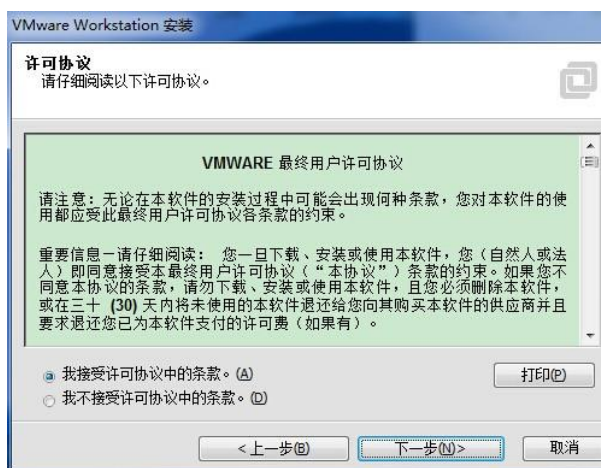 VMware Workstation 安装
许可协议
请仔细阅读以下许可协议。
VMWARE 最终用户许可协议
请注意：无论在本软件的安装过程中可能会出现何种条款，您对本软件的使
用都应受此最终用户许可协议各条款的约束。
重要信息－请仔细阅读： 您一旦下载、安装或使用本软件，您（自然人或法
人）即同意接受本最终用户许可协议（“本协议”）条款的约束。如果您不
同意本协议的条款，请勿下载、安装或使用本软件，且您必须删除本软件，
或在三十 (30) 天内将未使用的本软件退还给您向其购买本软件的供应商并且
要求退还您已为本软件支付的许可费（如果有）。
我接受许可协议中的条款。(A)
打印(P)
我不接受许可协议中的条款。(D)
<上一步(B)
下一步(N)>
取消